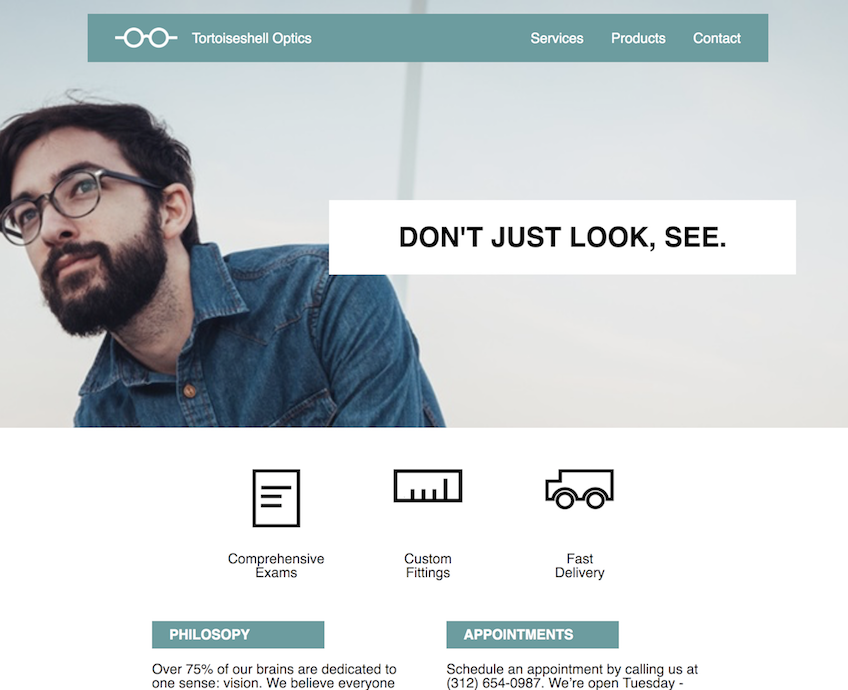 Tortoiseshell Optics
Services Products Contact
DON'T JUST LOOK, SEE.
Comprehensive
Exams
Custom
Fittings
Fast
Delivery
PHILOSOPY
Over 75% of our brains are dedicated to
one sense: vision. We believe everyone
APPOINTMENTS
Schedule an appointment by calling us at
(312) 654-0987. We’re open Tuesday -